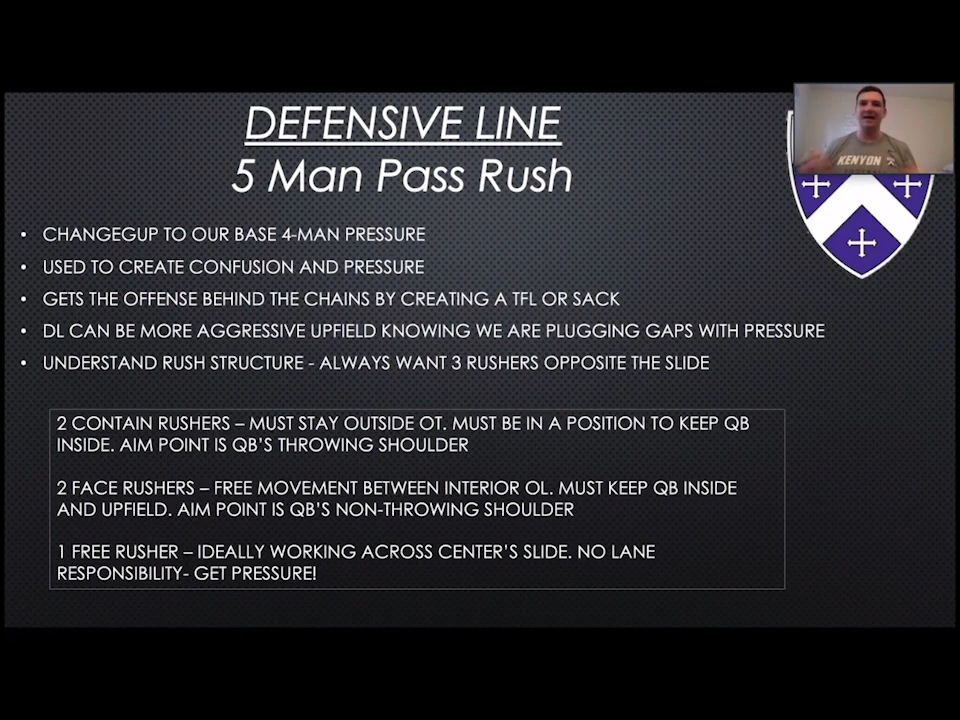 DEFENSIVE LINE
5 Man Pass Rush
KENYON
• CHANGEGUP TO OUR BASE 4-MAN PRESSURE
• USED TO CREATE CONFUSION AND PRESSURE
• GETS THE OFFENSE BEHIND THE CHAINS BY CREATING A TFL OR SACK
• DL CAN BE MORE AGGRESSIVE UPFIELD KNOWING WE ARE PLUGGING GAPS WITH PRESSURE
• UNDERSTAND RUSH STRUCTURE - ALWAYS WANT 3 RUSHERS OPPOSITE THE SLIDE
2 CONTAIN RUSHERS – MUST STAY OUTSIDE OT. MUST BE IN A POSITION TO KEEP QB
INSIDE. AIM POINT IS QB'S THROWING SHOULDER
2 FACE RUSHERS – FREE MOVEMENT BETWEEN INTERIOR OL. MUST KEEP QB INSIDE
AND UPFIELD. AIM POINT IS QB'S NON-THROWING SHOULDER
1 FREE RUSHER – IDEALLY WORKING ACROSS CENTER'S SLIDE. NO LANE
RESPONSIBILITY- GET PRESSURE!